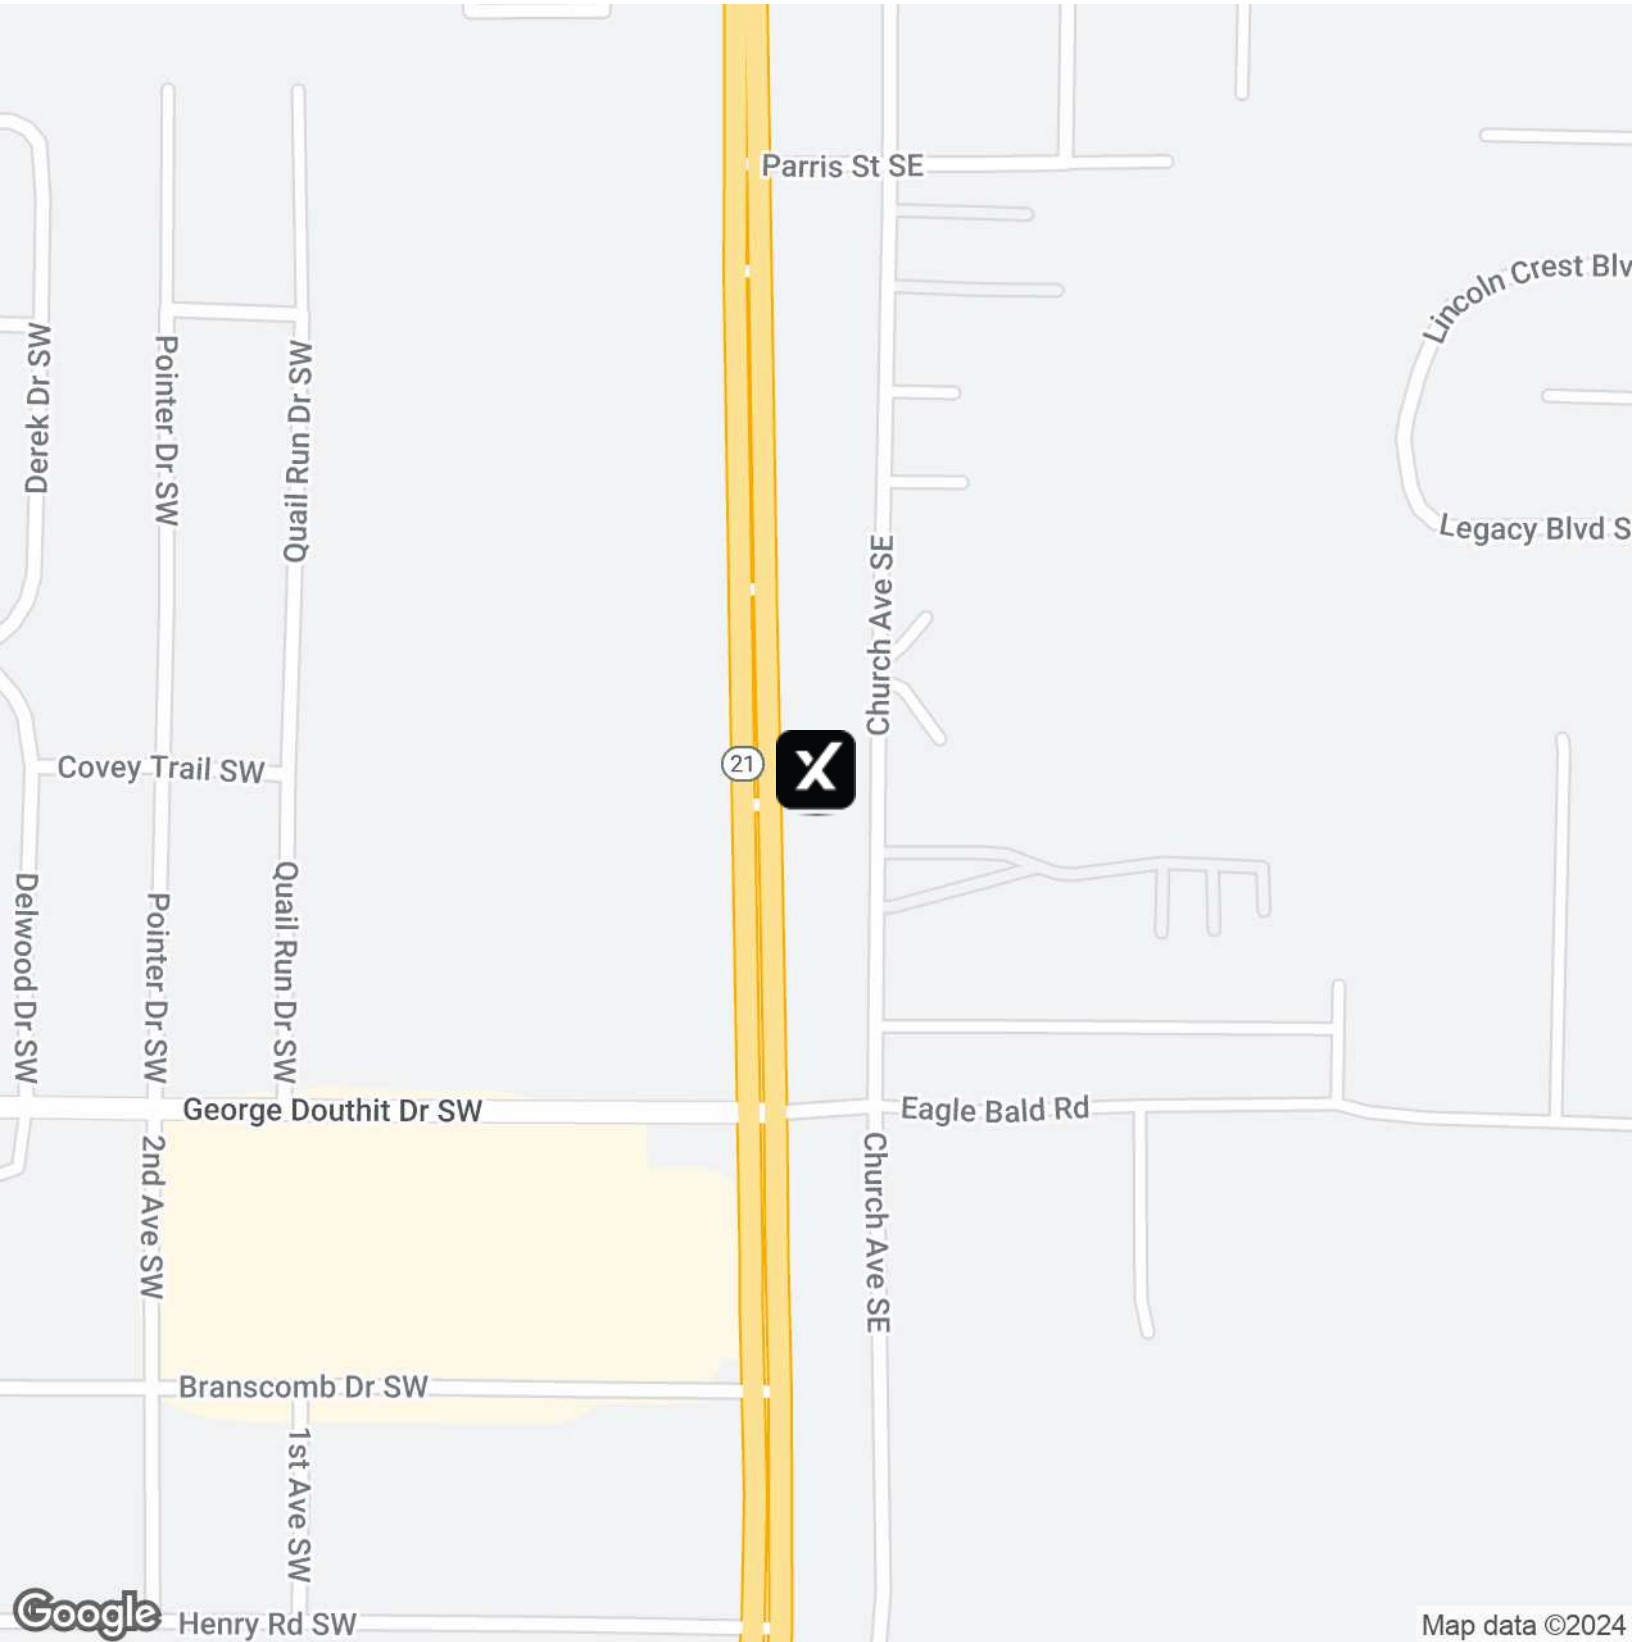 Parris St SE
Lincoln Crest Blv
Derek Dr SW
Pointer Dr SW
Quail Run Dr SW
Legacy Blvd S
Church Ave SE
21
X
Covey Trail SW
Delwood Dr SW
Pointer Dr SW
Quail Run Dr SW
George Douthit Dr SW
Eagle Bald Rd
2nd Ave SW
Church Ave SE
Branscomb Dr SW
1st Ave SW
Google
Henry Rd SW
Map data ©2024